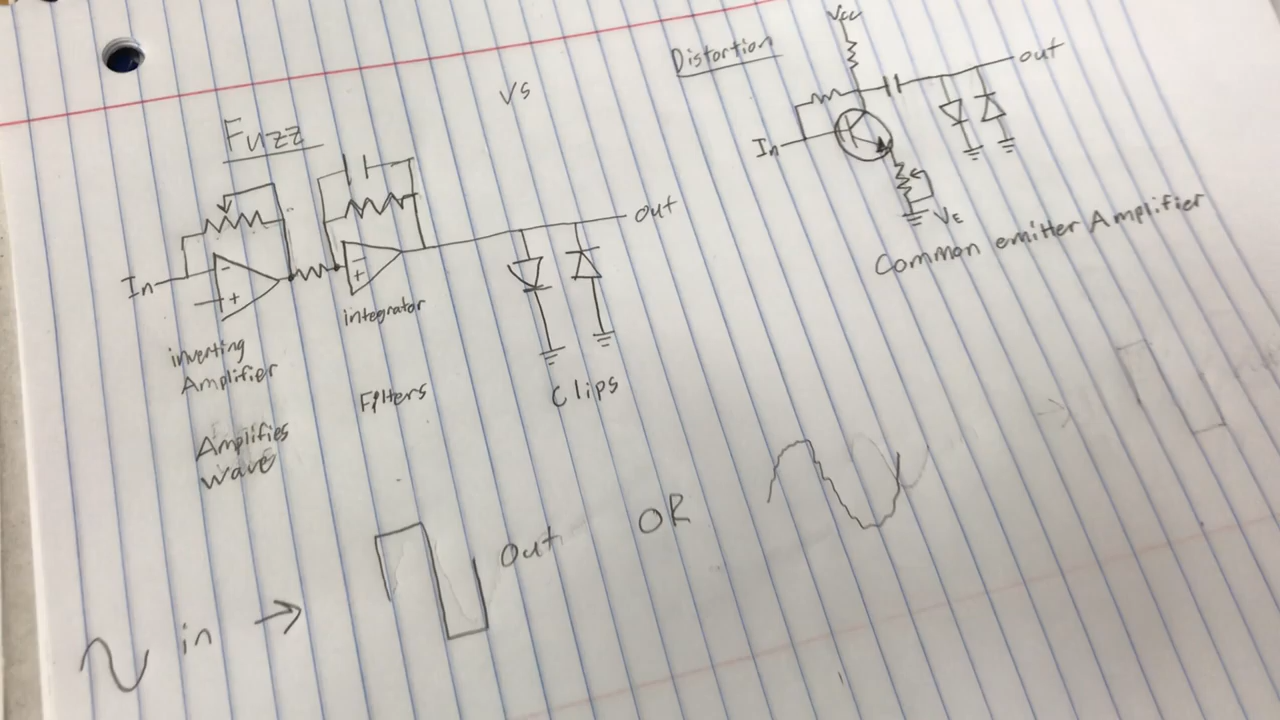 Fuzz
vs
Distortion
Vcc
In
out
VE
Common emitter Amplifier
In
-
+
-
+
out
inverting
Amplifier
integrator
Amplifies
wave
Filters
Clips
in
out
OR